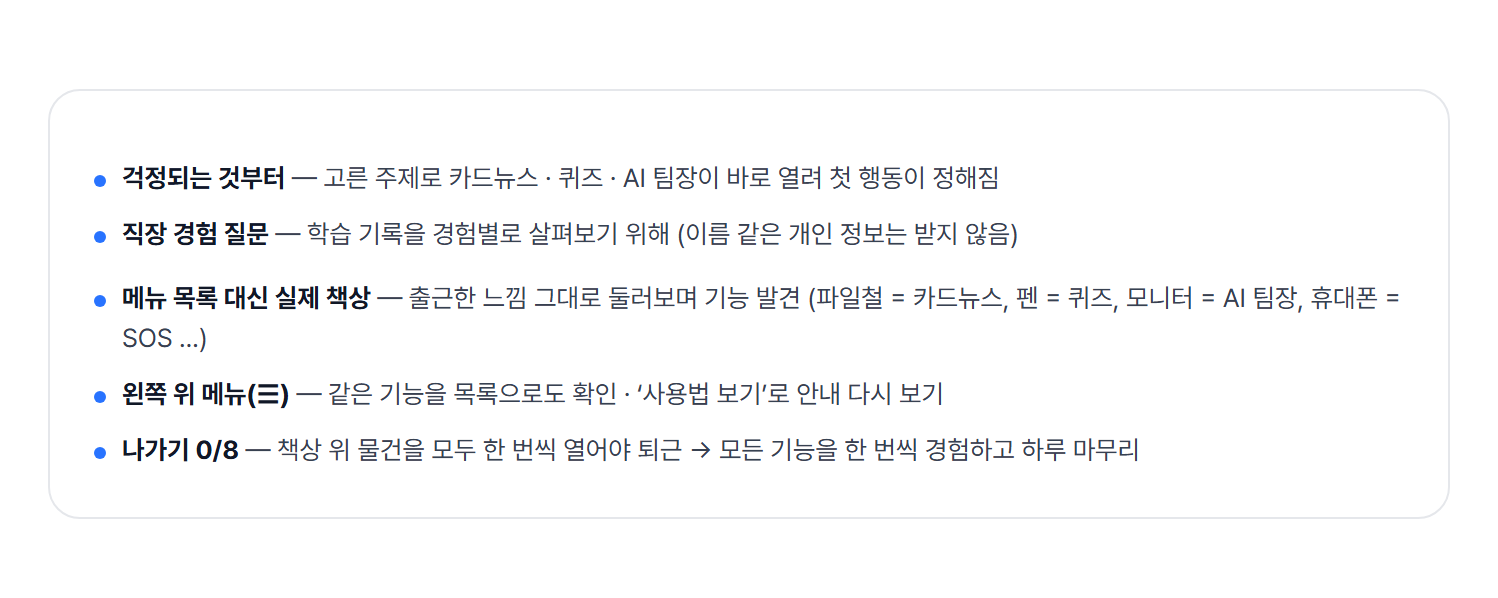 걱정되는 것부터 — 고른 주제로 카드뉴스 · 퀴즈 · AI 팀장이 바로 열려 첫 행동이 정해짐
직장 경험 질문 — 학습 기록을 경험별로 살펴보기 위해 (이름 같은 개인 정보는 받지 않음)
메뉴 목록 대신 실제 책상 — 출근한 느낌 그대로 둘러보며 기능 발견 (파일철 = 카드뉴스, 펜 = 퀴즈, 모니터 = AI 팀장, 휴대폰 =
SOS ...)
왼쪽 위 메뉴(☰) — 같은 기능을 목록으로도 확인 · ‘사용법 보기’로 안내 다시 보기
나가기 0/8 — 책상 위 물건을 모두 한 번씩 열어야 퇴근 → 모든 기능을 한 번씩 경험하고 하루 마무리